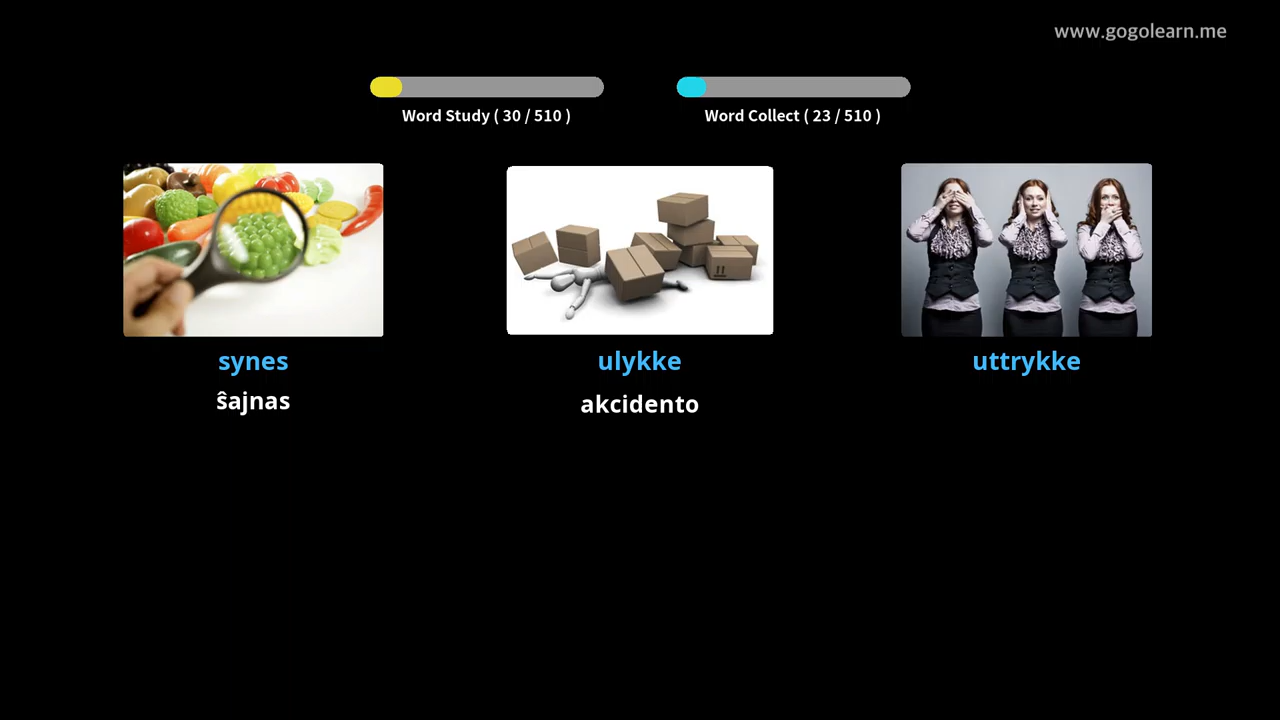 www.gogolearn.me
Word Study ( 30 / 510 )
Word Collect ( 23 / 510 )
synes
ŝajnas
ulykke
akcidento
uttrykke